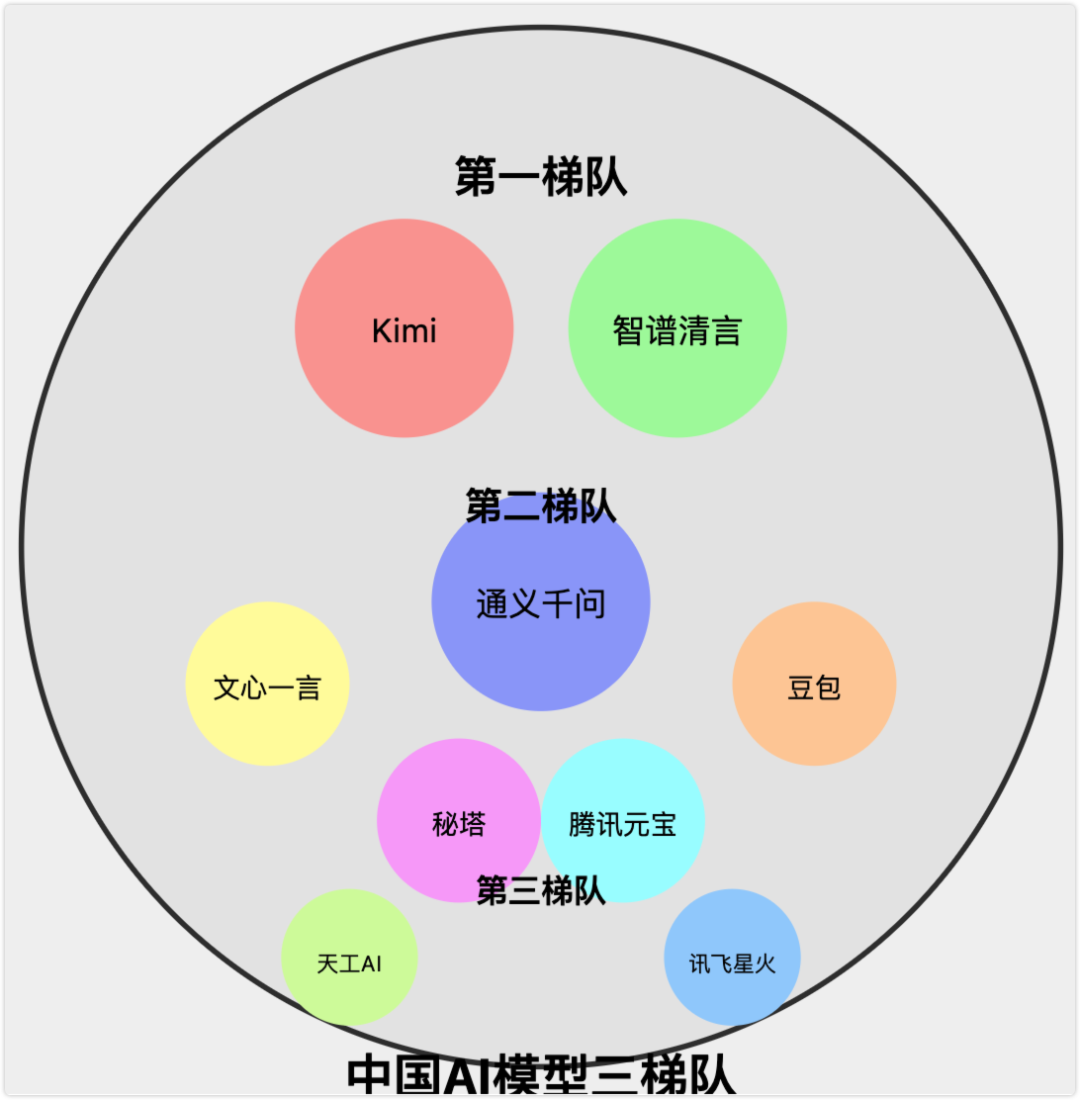 第一梯队
Kimi
智谱清言
第二梯队
通义千问
文心一言
豆包
秘塔
腾讯元宝
第三梯队
天工AI
讯飞星火
中国AI模型三梯队